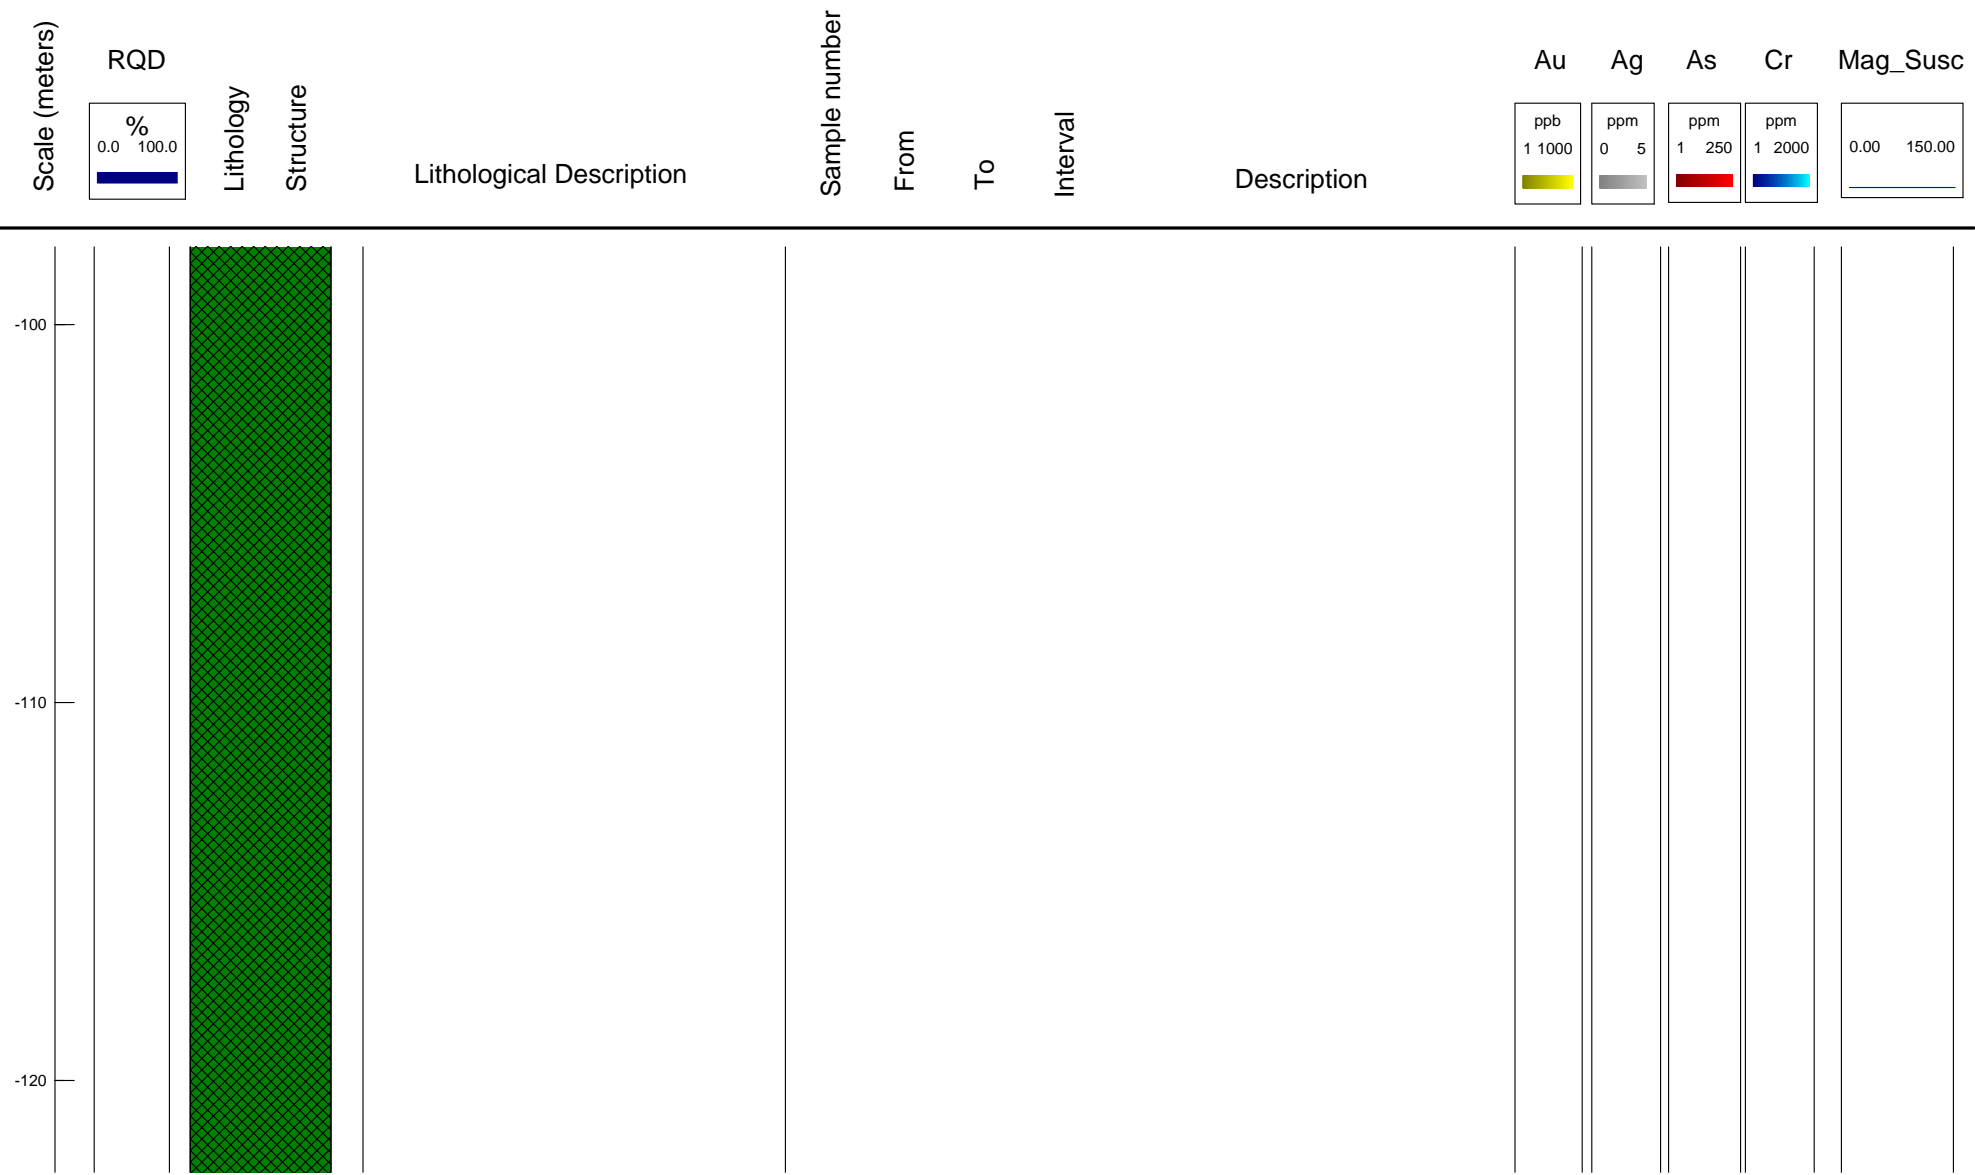 Scale (meters)
RQD
%
0.0 100.0
Lithology
Structure
Lithological Description
Sample number
From
To
Interval
Description
Au
ppb
1 1000
Ag
ppm
0 5
As
ppm
1 250
Cr
ppm
1 2000
Mag_Susc
0.00 150.00
-100
-110
-120